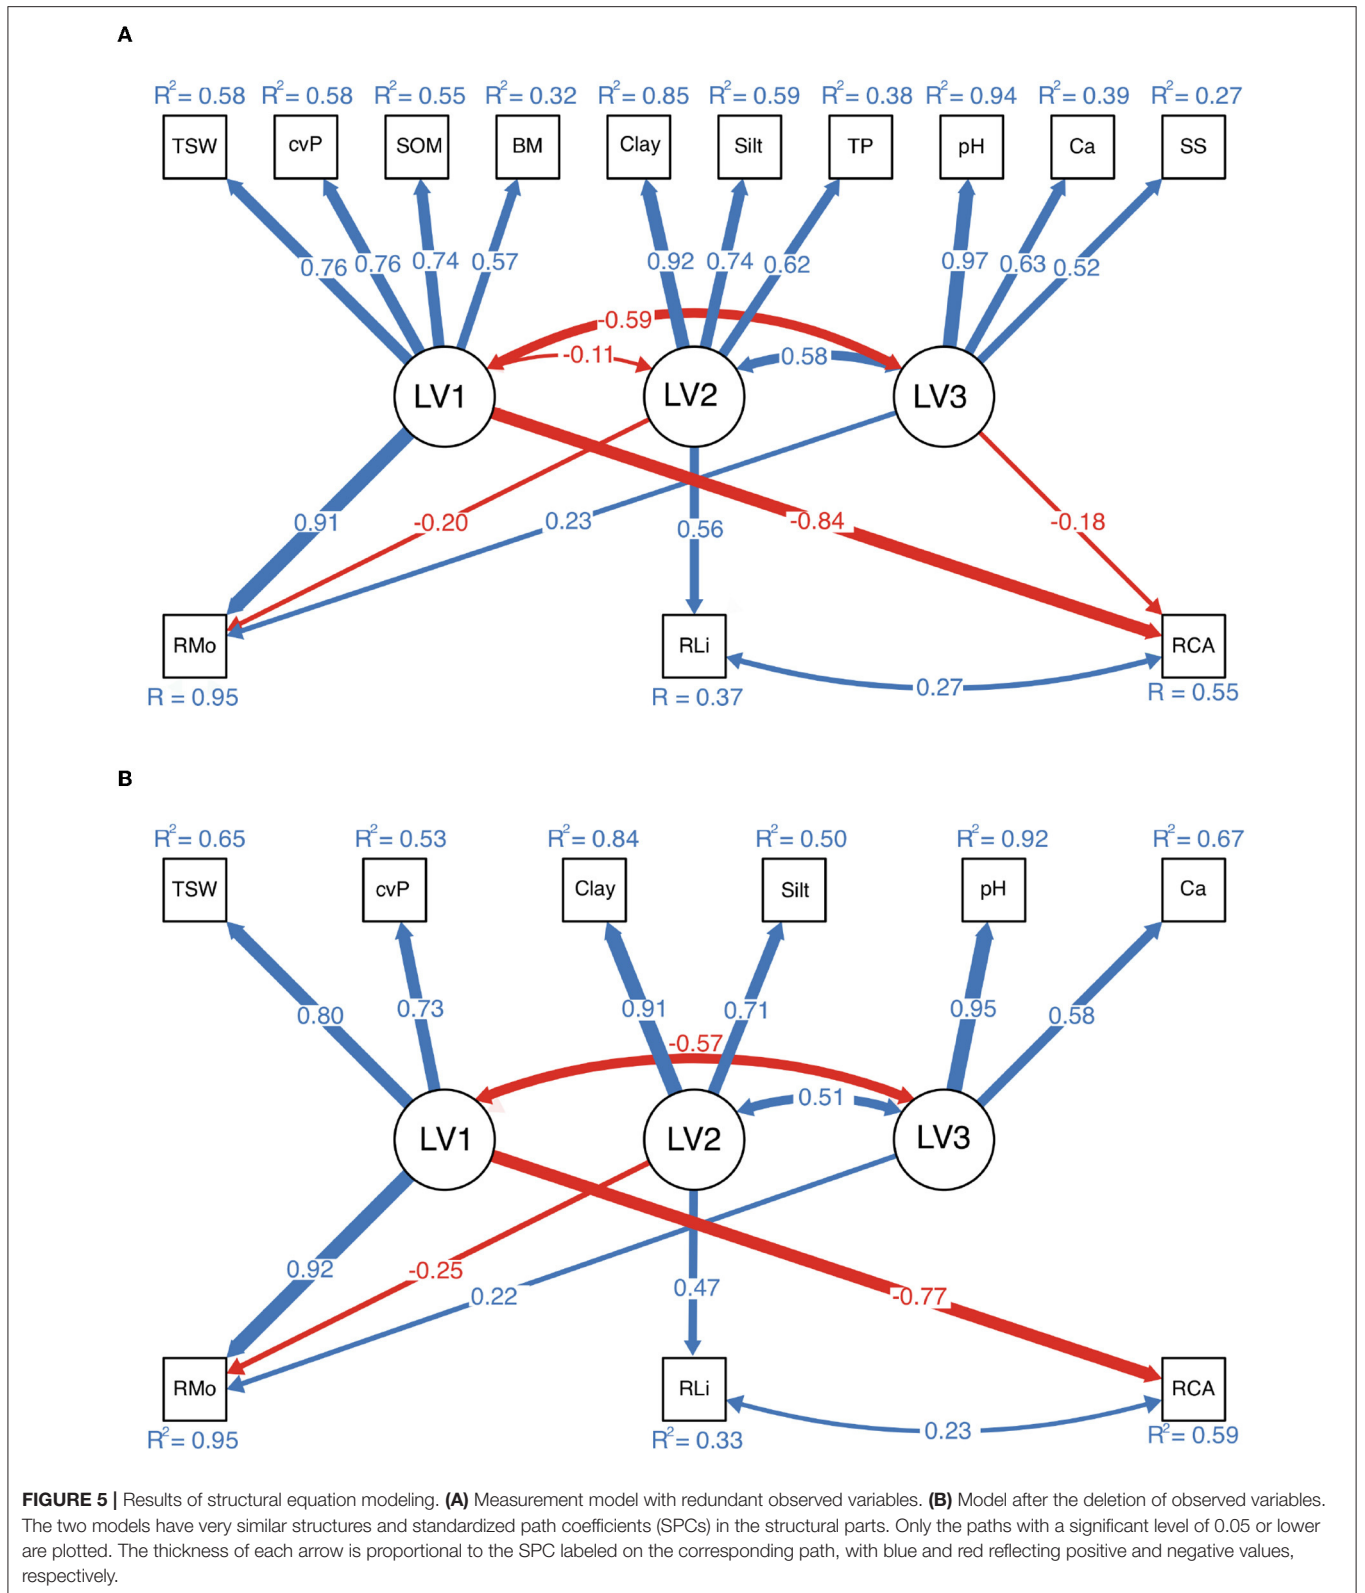 A
R²= 0.58 R²= 0.58 R²= 0.55 R²= 0.32 R²= 0.85 R²= 0.59 R²= 0.38 R²= 0.94 R²= 0.39 R²= 0.27
TSW cvP SOM BM Clay Silt TP pH Ca SS
0.76 0.76 0.74 0.57 0.92 0.74 0.62 0.97 0.63 0.52
-0.59
-0.11 0.58
LV1 LV2 LV3
0.91 -0.20 0.23 0.56 -0.84 -0.18
RMo RLi RCA
0.27
R = 0.95 R = 0.37 R = 0.55
B
R²= 0.65 R²= 0.53 R²= 0.84 R²= 0.50 R²= 0.92 R²= 0.67
TSW cvP Clay Silt pH Ca
0.80 0.73 0.91 0.71 0.95 0.58
-0.57
0.51
LV1 LV2 LV3
0.92 -0.25 0.22 0.47 -0.77
RMo RLi RCA
0.23
R²= 0.95 R²= 0.33 R²= 0.59
FIGURE 5 | Results of structural equation modeling. (A) Measurement model with redundant observed variables. (B) Model after the deletion of observed variables.
The two models have very similar structures and standardized path coefficients (SPCs) in the structural parts. Only the paths with a significant level of 0.05 or lower
are plotted. The thickness of each arrow is proportional to the SPC labeled on the corresponding path, with blue and red reflecting positive and negative values,
respectively.